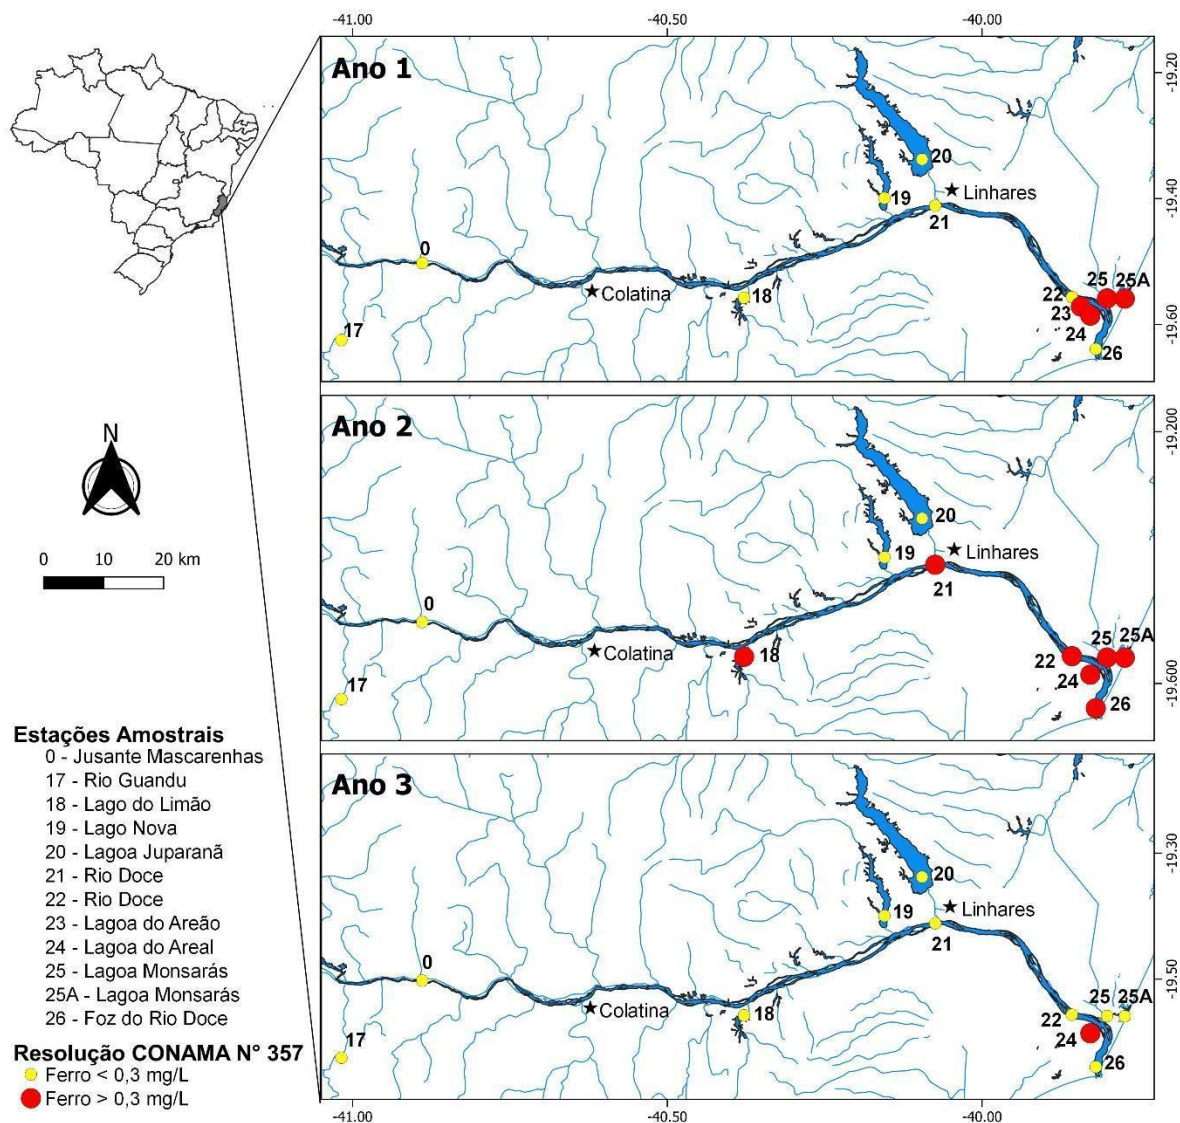 -41.00 -40.50 -40.00
Ano 1
-19.20
20
19
Linhares
-19.40
21
0
Colatina
18
25 25A
22
23
24
-19.60
17
26
Ano 2
-19.200
20
19
Linhares
21
0
Colatina
18
25 25A
22
24
-19.600
17
26
Ano 3
-19.30
20
19
Linhares
21
0
-19.50
Colatina
18
25 25A
22
24
17
26
-41.00 -40.50 -40.00
N
0 10 20 km
Estações Amostrais
0 - Jusante Mascarenhas
17 - Rio Guandu
18 - Lago do Limão
19 - Lago Nova
20 - Lagoa Juparanã
21 - Rio Doce
22 - Rio Doce
23 - Lagoa do Areão
24 - Lagoa do Areal
25 - Lagoa Monsarás
25A - Lagoa Monsarás
26 - Foz do Rio Doce
Resolução CONAMA N° 357
Ferro < 0,3 mg/L
Ferro > 0,3 mg/L